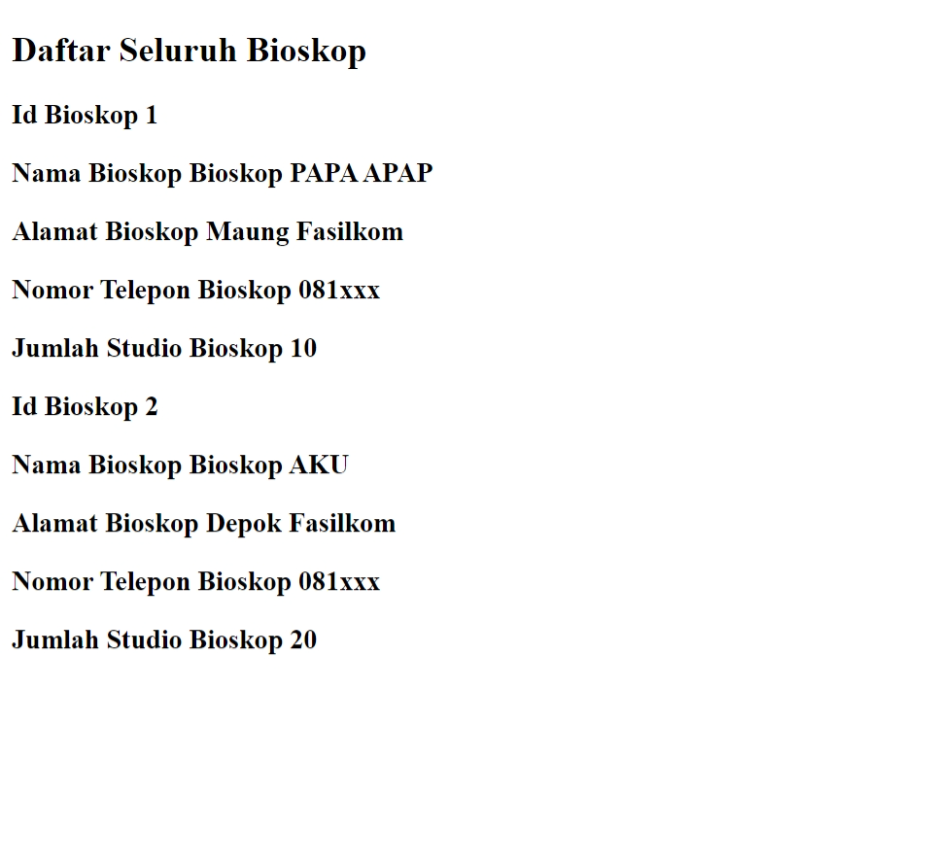 Daftar Seluruh Bioskop
Id Bioskop 1
Nama Bioskop Bioskop PAPA APAP
Alamat Bioskop Maung Fasilkom
Nomor Telepon Bioskop 081xxx
Jumlah Studio Bioskop 10
Id Bioskop 2
Nama Bioskop Bioskop AKU
Alamat Bioskop Depok Fasilkom
Nomor Telepon Bioskop 081xxx
Jumlah Studio Bioskop 20